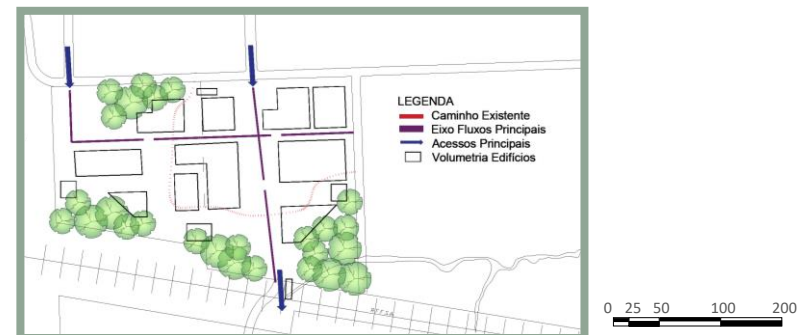 LEGENDA
Caminho Existente
Eixo Fluxos Principais
Acessos Principais
Volumetria Edifícios
0 25 50 100 200